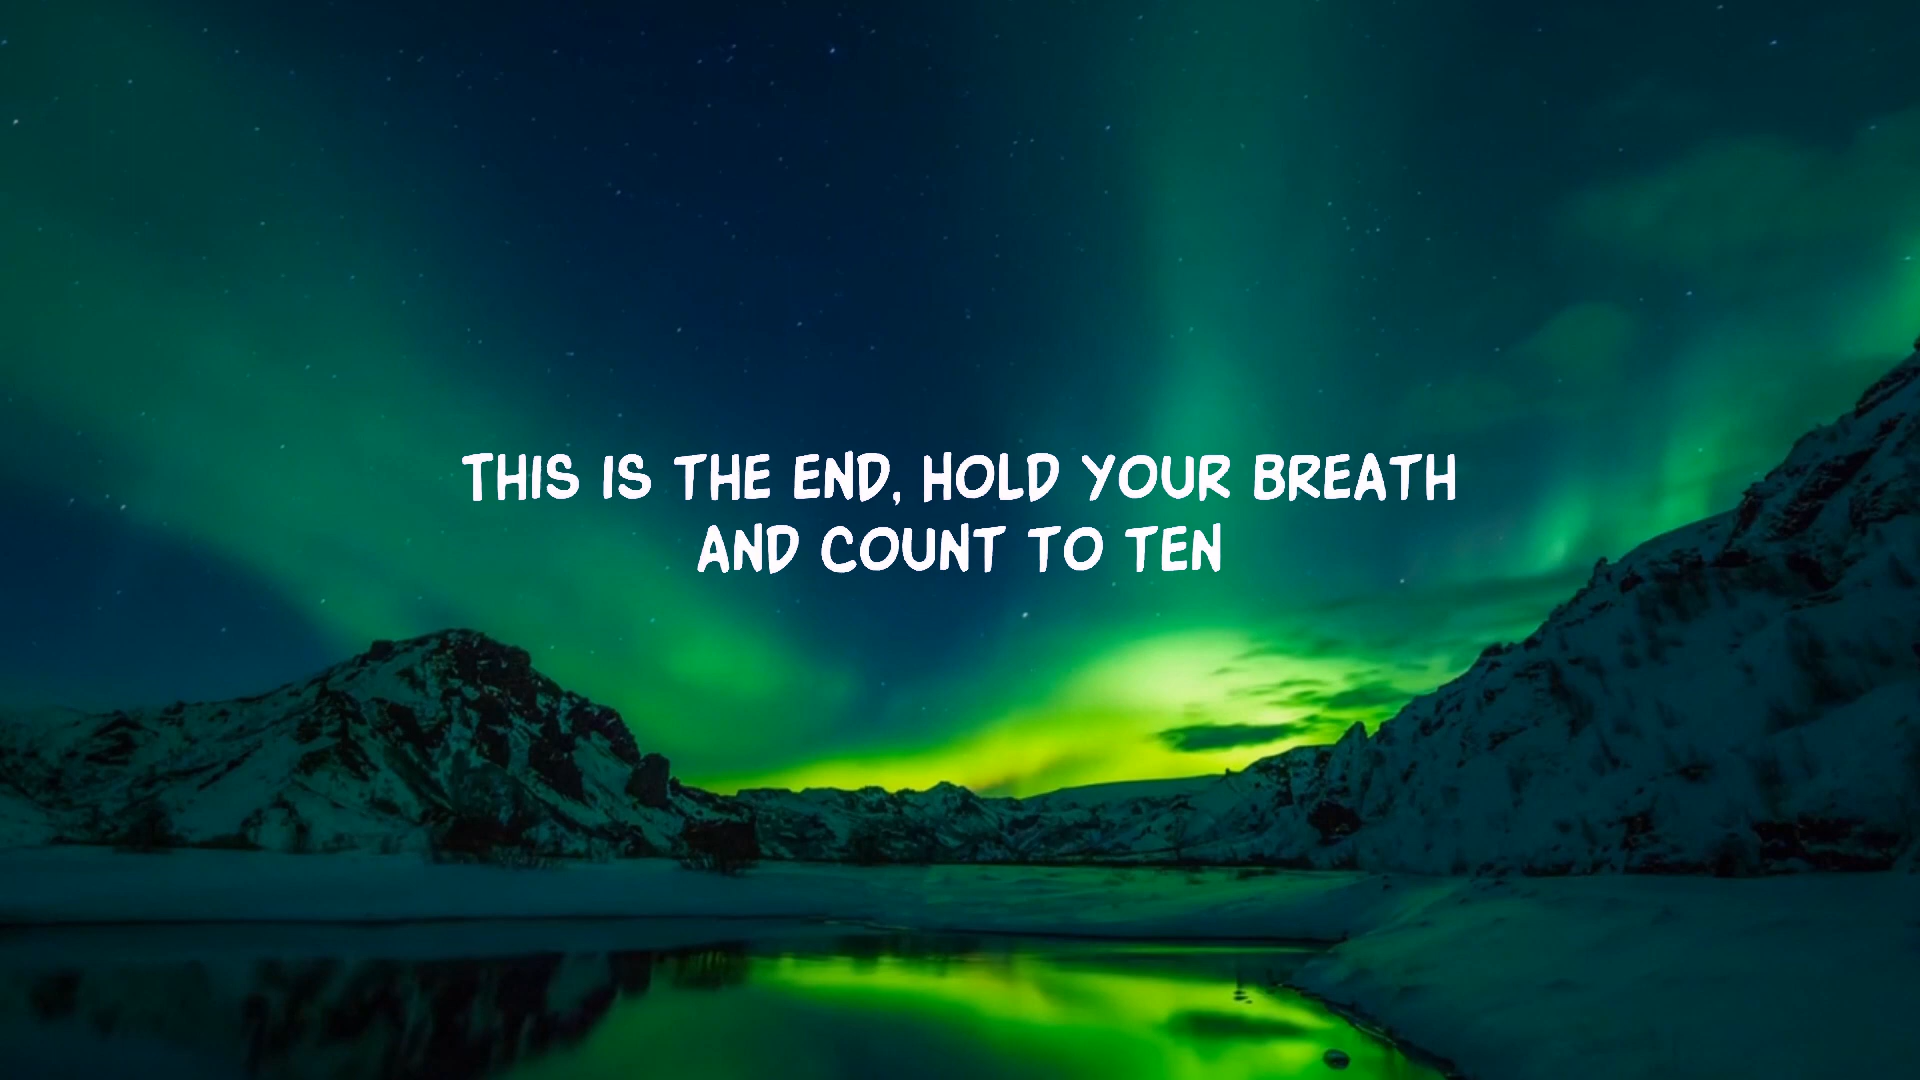 THIS IS THE END, HOLD YOUR BREATH
AND COUNT TO TEN